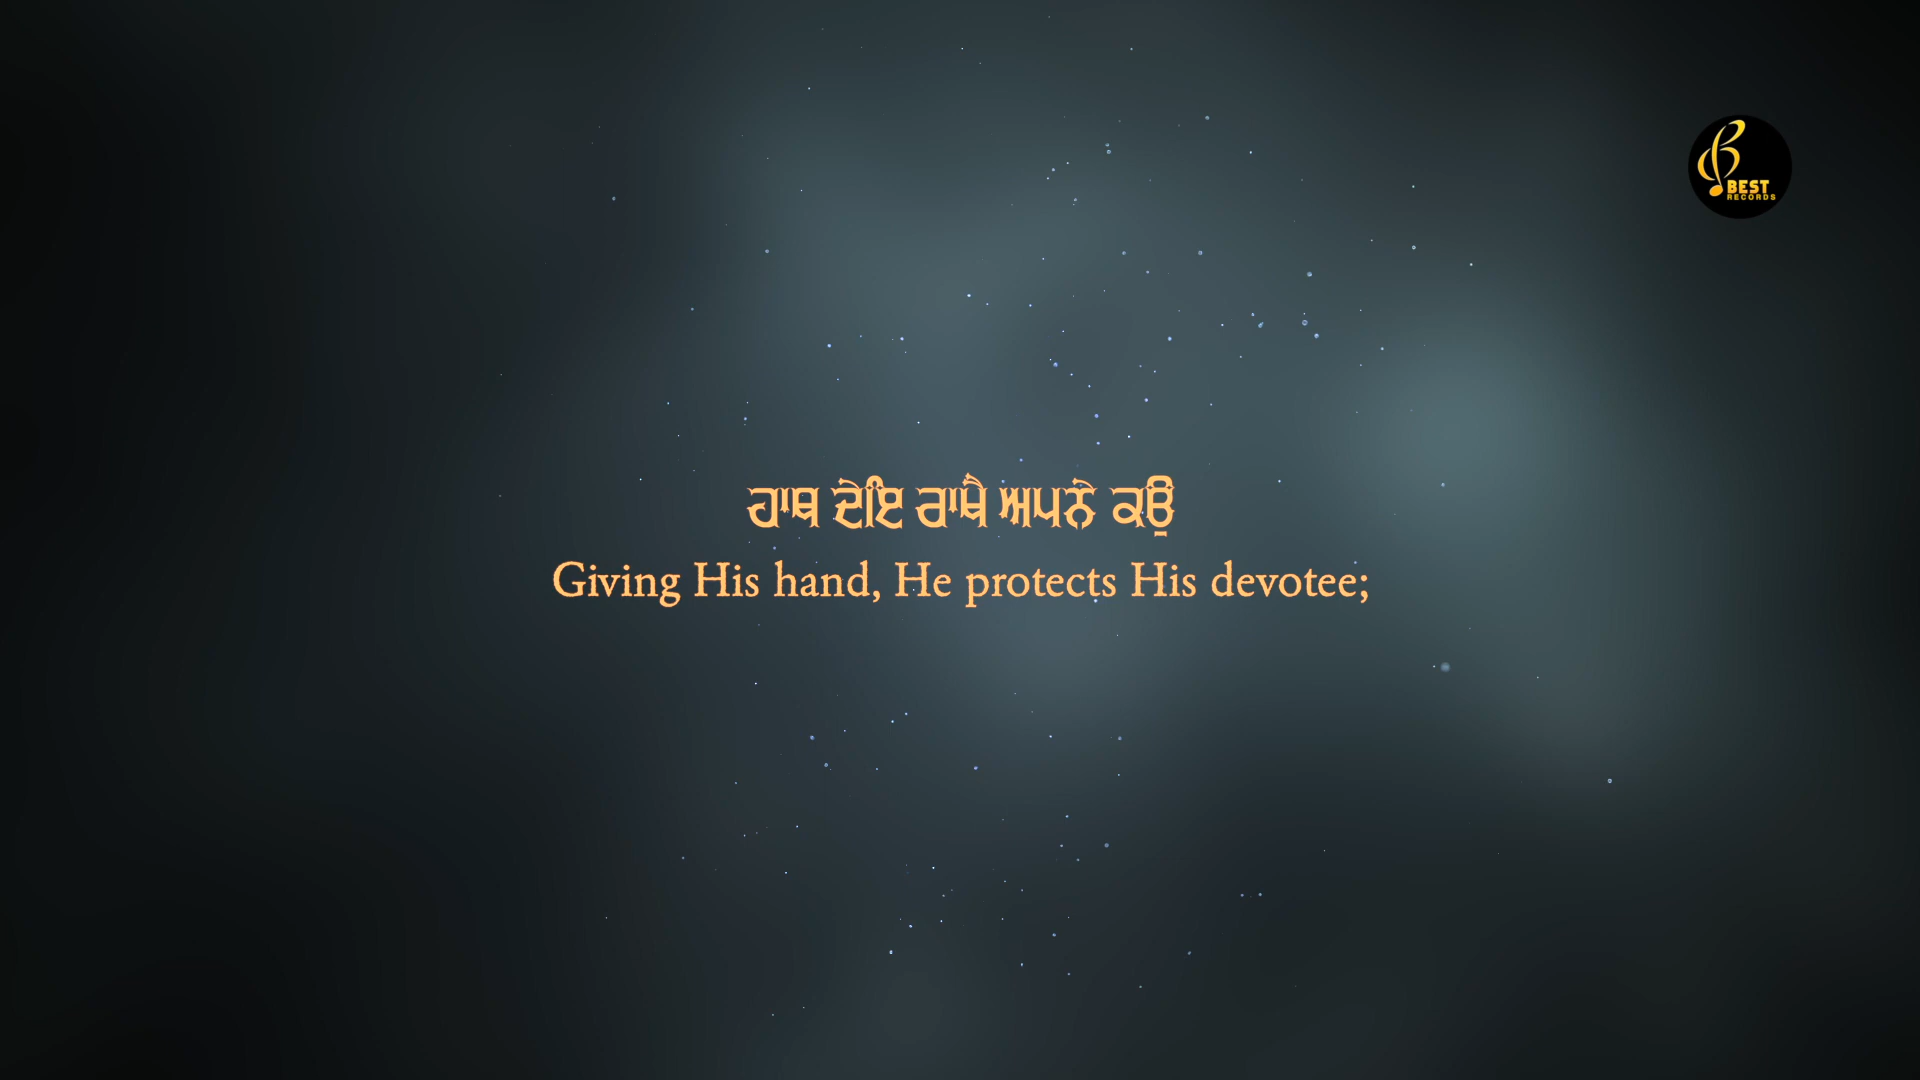 BEST
RECORDS
ਹਾਥ ਦੇਇ ਰਾਖੈ ਅਪਨੇ ਕਉ
Giving His hand, He protects His devotee;